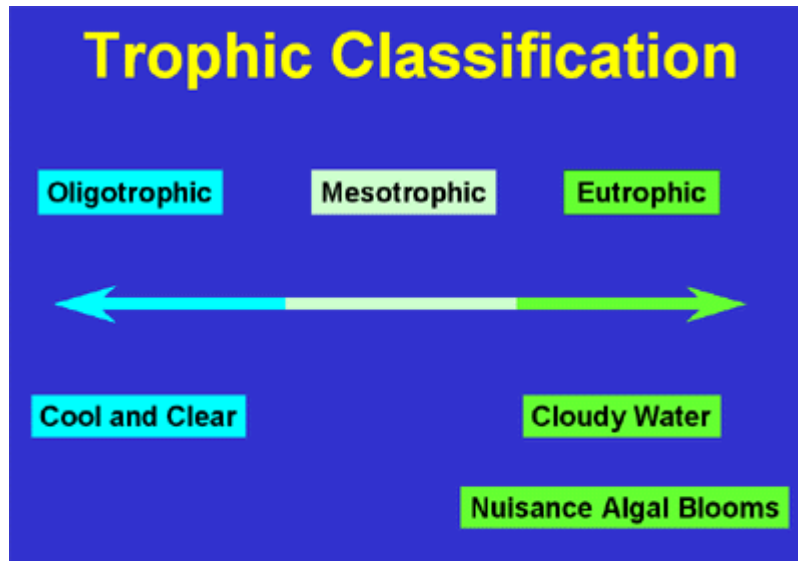 Trophic Classification
Oligotrophic
Mesotrophic
Eutrophic
Cool and Clear
Cloudy Water
Nuisance Algal Blooms